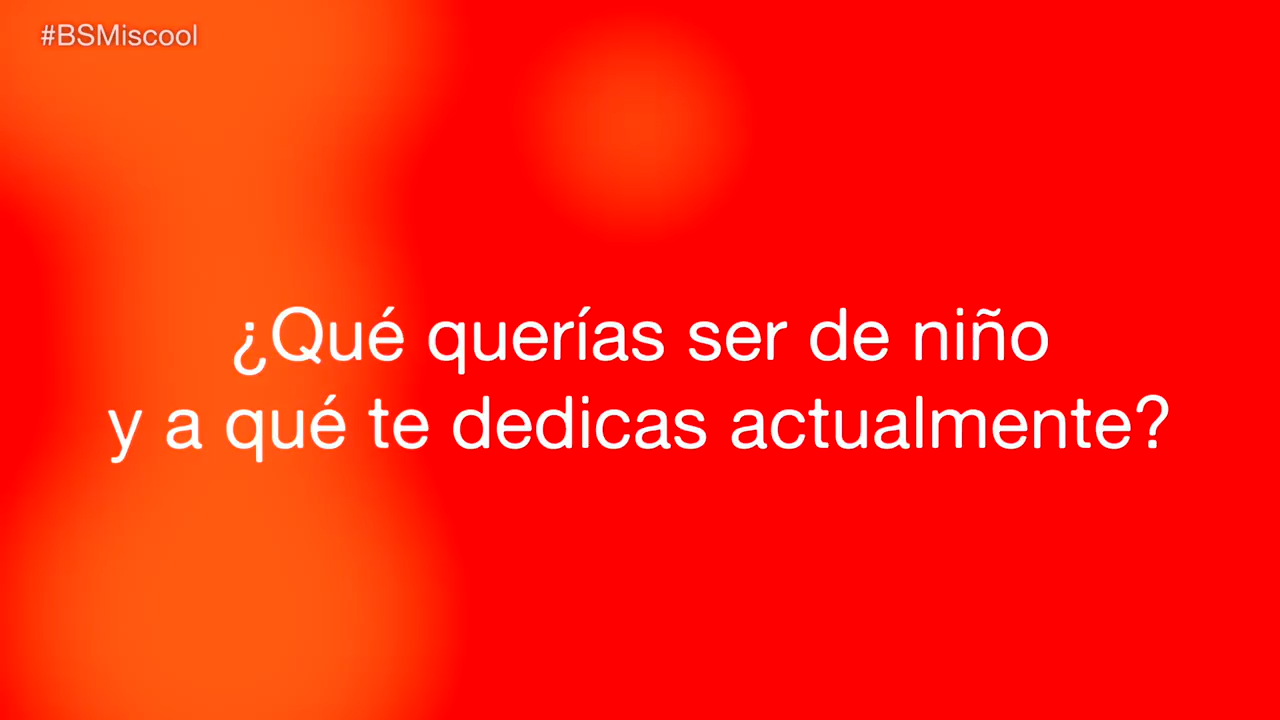 #BSMiscool
¿Qué querías ser de niño
y a qué te dedicas actualmente?